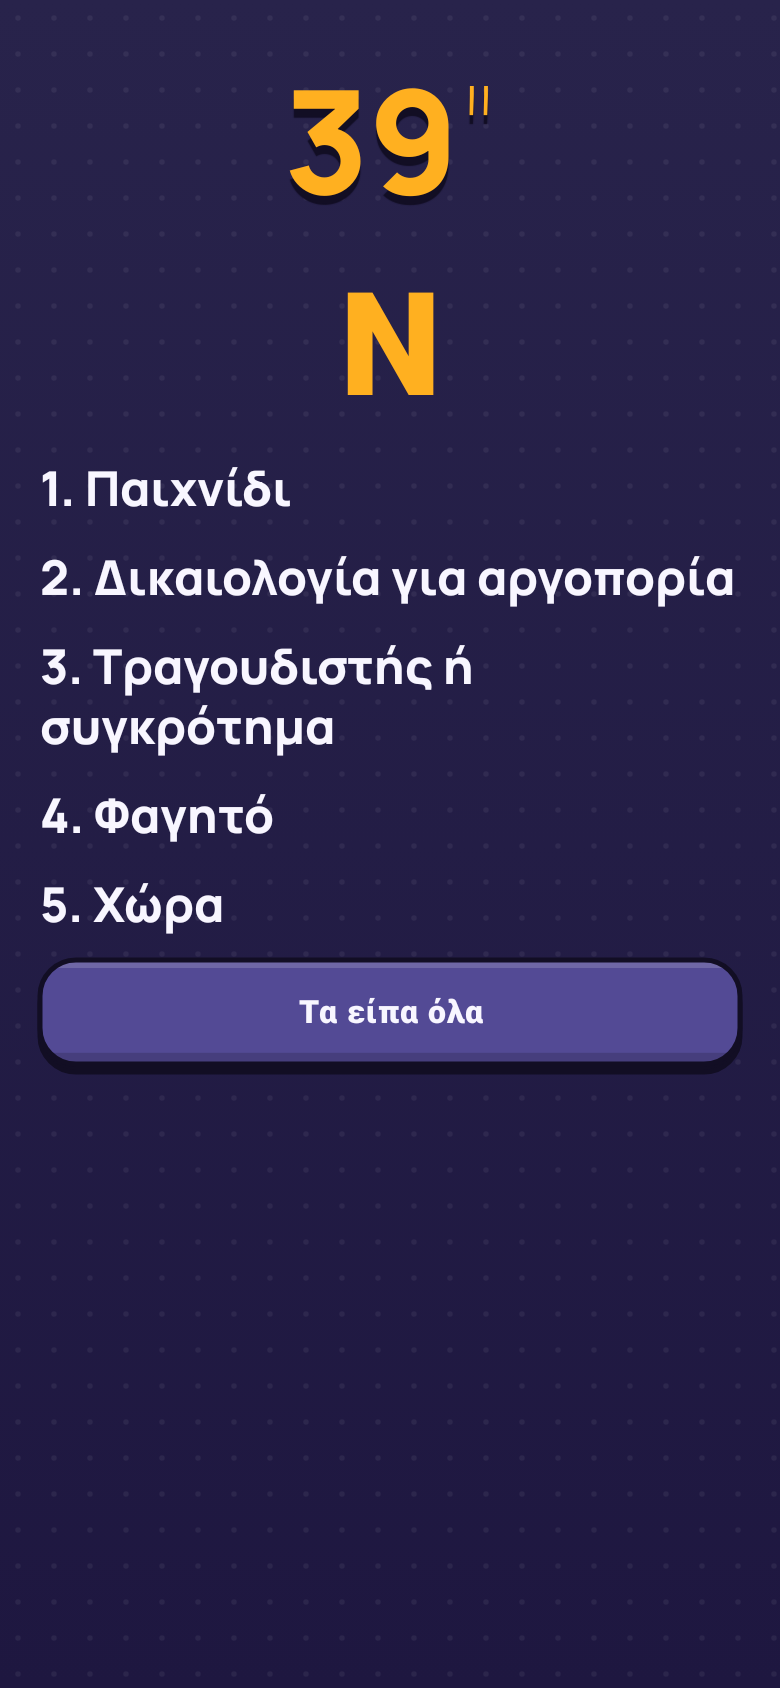 39"
Ν
1. Παιχνίδι
2. Δικαιολογία για αργοπορία
3. Τραγουδιστής ή
συγκρότημα
4. Φαγητό
5. Χώρα
Τα είπα όλα